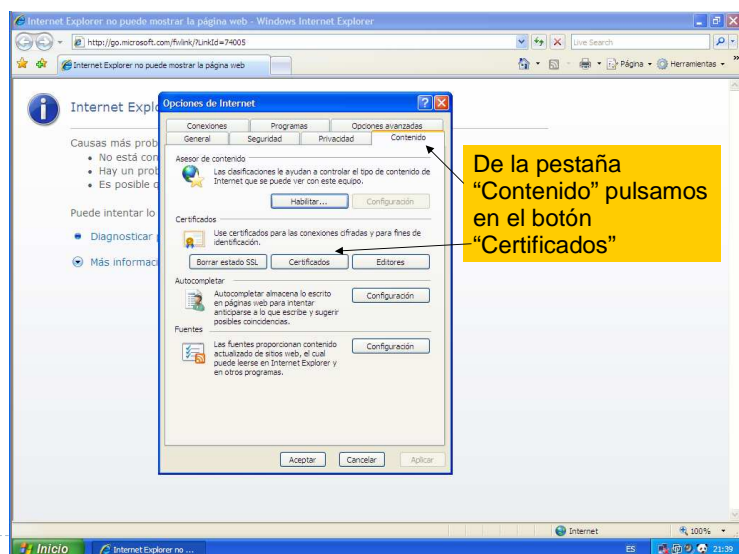 Internet Explorer no puede mostrar la página web - Windows Internet Explorer
http://go.microsoft.com/fwlink/?LinkId=74005
Live Search
Internet Explorer no puede mostrar la página web
Página
Herramientas
Internet Explo
Causas más prob
No está con
Hay un prob
Es posible q
Puede intentar lo
Diagnosticar
Más informac
Opciones de Internet
Conexiones Programas Opciones avanzadas
General Seguridad Privacidad Contenido
Asesor de contenido
Las clasificaciones le ayudan a controlar el tipo de contenido de
Internet que se puede ver con este equipo.
Habilitar... Configuración
Certificados
Use certificados para las conexiones cifradas y para fines de
identificación.
Borrar estado SSL Certificados Editores
Autocompletar
Autocompletar almacena lo escrito
en páginas web para intentar
anticiparse a lo que escribe y sugerir
posibles coincidencias.
Configuración
Fuentes
Las fuentes proporcionan contenido
actualizado de sitios web, el cual
puede leerse en Internet Explorer y
en otros programas.
Configuración
Aceptar Cancelar Aplicar
De la pestaña
“Contenido” pulsamos
en el botón
“Certificados”
Internet 100%
Inicio Internet Explorer no ... ES 21:39